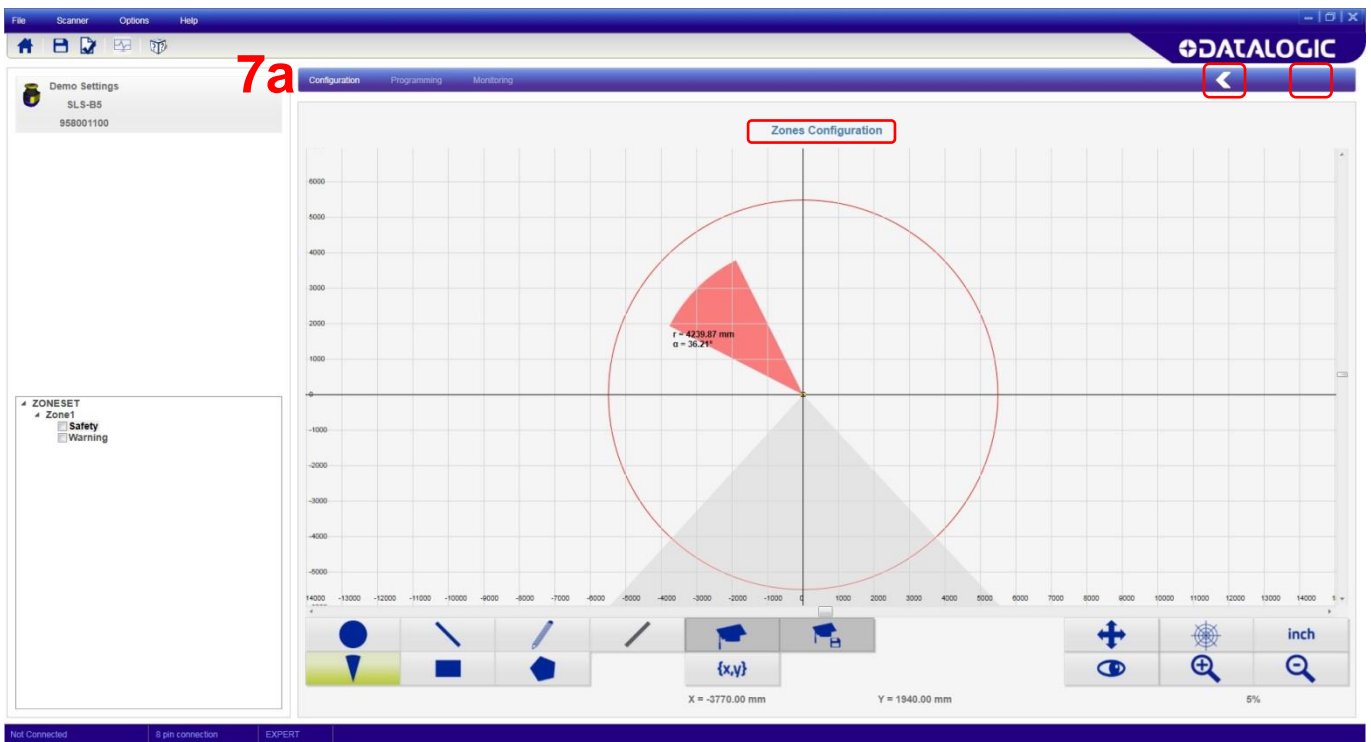 File Scanner Options Help
DATALOGIC
7a
Configuration Programming Monitoring
Demo Settings
SLS-B5
958001100
Zones Configuration
6000
5000
4000
3000
2000
r = 4239.87 mm
α = 36.21°
1000
0
ZONESET
Zone1
Safety
Warning
-1000
-2000
-3000
-4000
-5000
14000 -13000 -12000 -11000 -10000 -9000 -8000 -7000 -6000 -5000 -4000 -3000 -2000 -1000 0 1000 2000 3000 4000 5000 6000 7000 8000 9000 10000 11000 12000 13000 14000
inch
{x,y}
X = -3770.00 mm Y = 1940.00 mm 5%
Not Connected 8 pin connection EXPERT